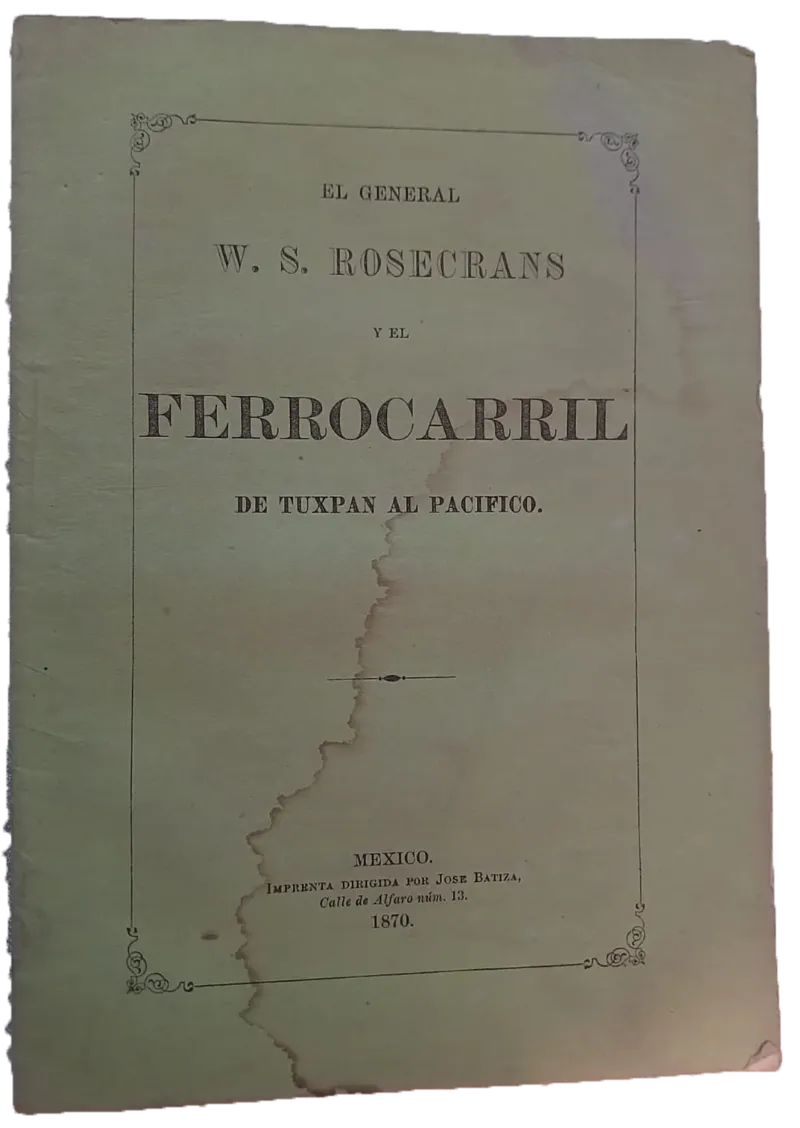 EL GENERAL
W. S. ROSECRANS
Y EL
FERROCARRIL
DE TUXPAN AL PACIFICO.
MEXICO.
IMPRENTA DIRIGIDA POR JOSE BATIZA,
Calle de Alfaro núm. 13.
1870.